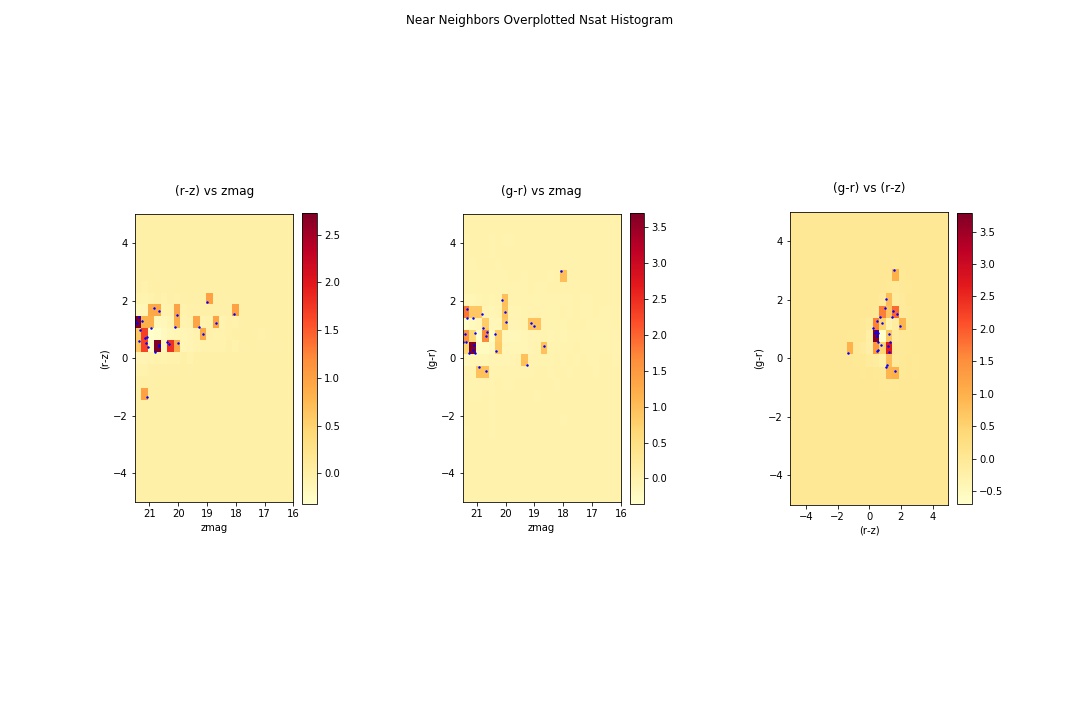 Near Neighbors Overplotted Nsat Histogram
(r-z) vs zmag
(r-z)
4
2
0
−2
−4
21 20 19 18 17 16
zmag
2.5
2.0
1.5
1.0
0.5
0.0
(g-r) vs zmag
(g-r)
4
2
0
−2
−4
21 20 19 18 17 16
zmag
3.5
3.0
2.5
2.0
1.5
1.0
0.5
0.0
(g-r) vs (r-z)
(g-r)
4
2
0
−2
−4
−4 −2 0 2 4
(r-z)
3.5
3.0
2.5
2.0
1.5
1.0
0.5
0.0
−0.5